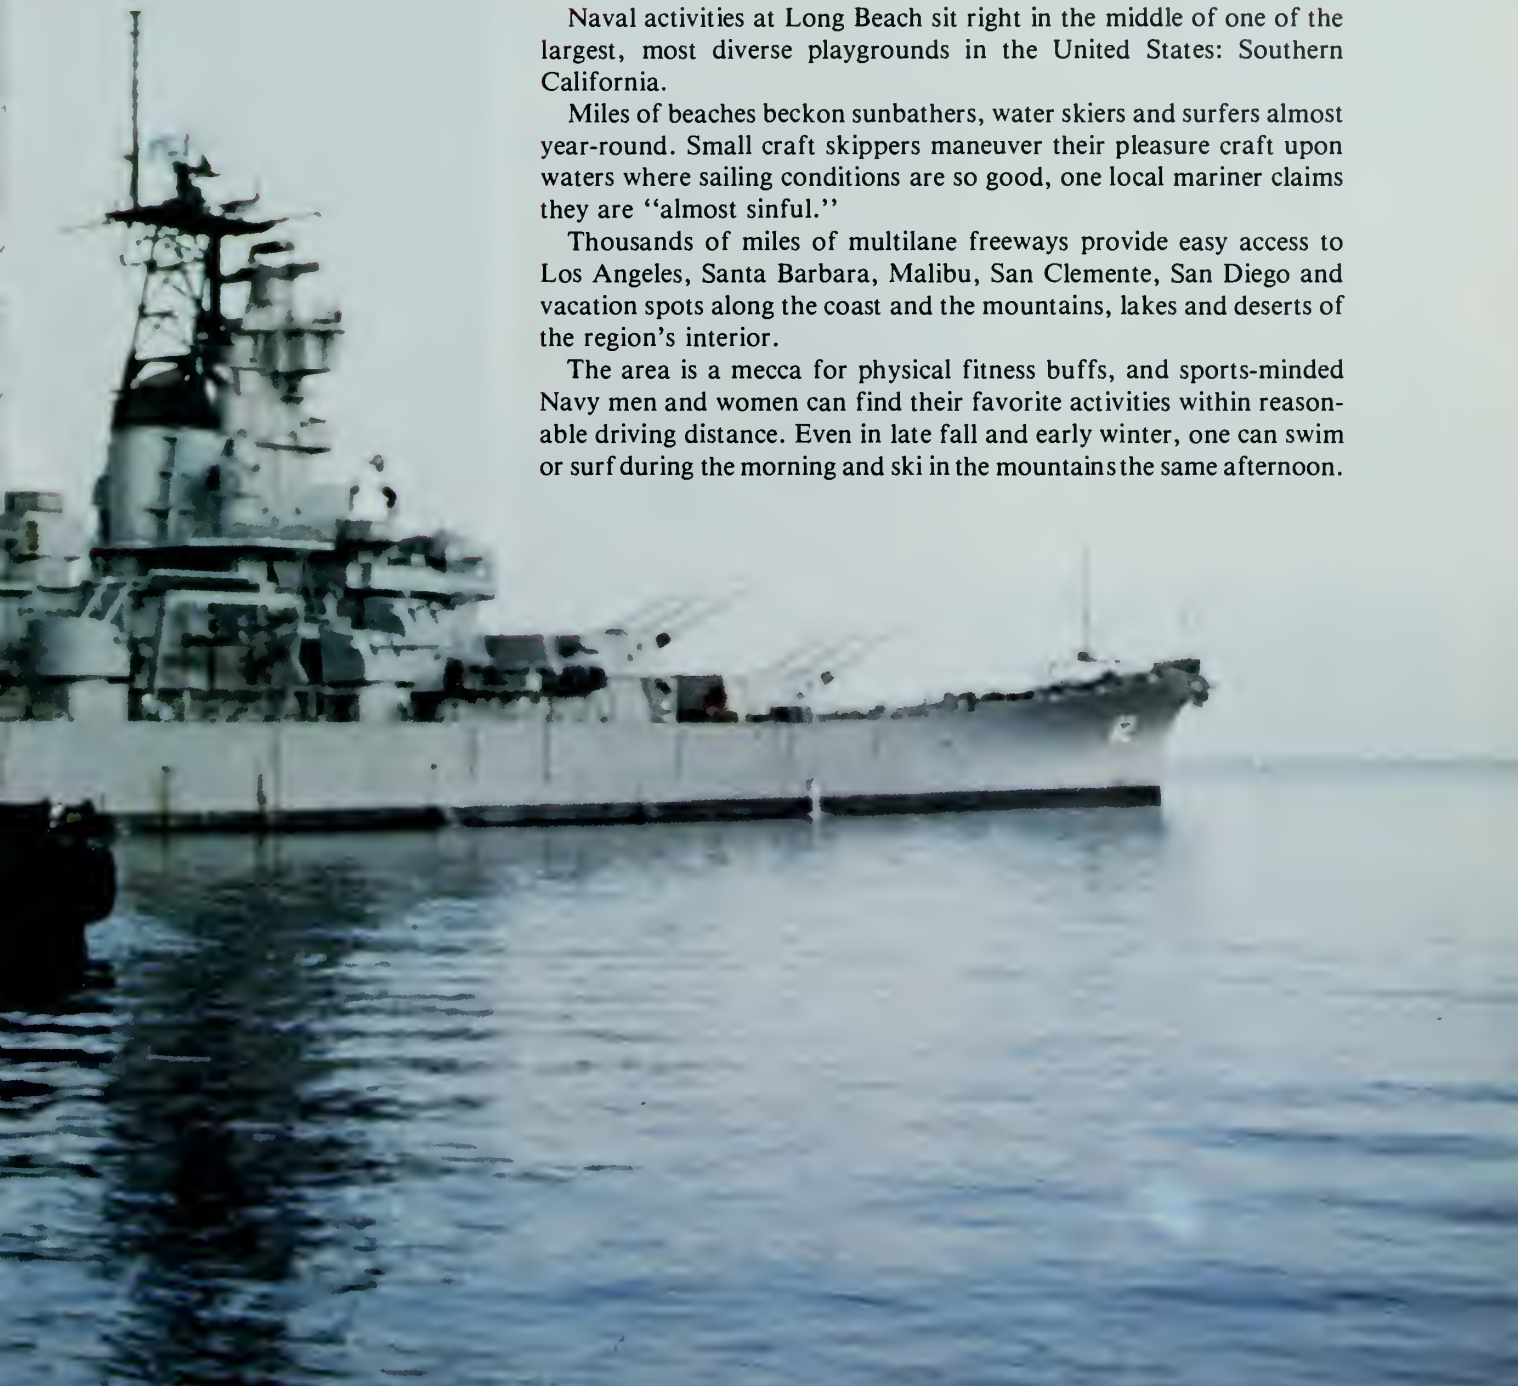 Naval activities at Long Beach sit right in the middle of one of the
largest, most diverse playgrounds in the United States: Southern
California.
Miles of beaches beckon sunbathers, water skiers and surfers almost
year-round. Small craft skippers maneuver their pleasure craft upon
waters where sailing conditions are so good, one local mariner claims
they are “almost sinful.”
Thousands of miles of multilane freeways provide easy access to
Los Angeles, Santa Barbara, Malibu, San Clemente, San Diego and
vacation spots along the coast and the mountains, lakes and deserts of
the region’s interior.
The area is a mecca for physical fitness buffs, and sports-minded
Navy men and women can find their favorite activities within reason-
able driving distance. Even in late fall and early winter, one can swim
or surf during the morning and ski in the mountains the same afternoon.